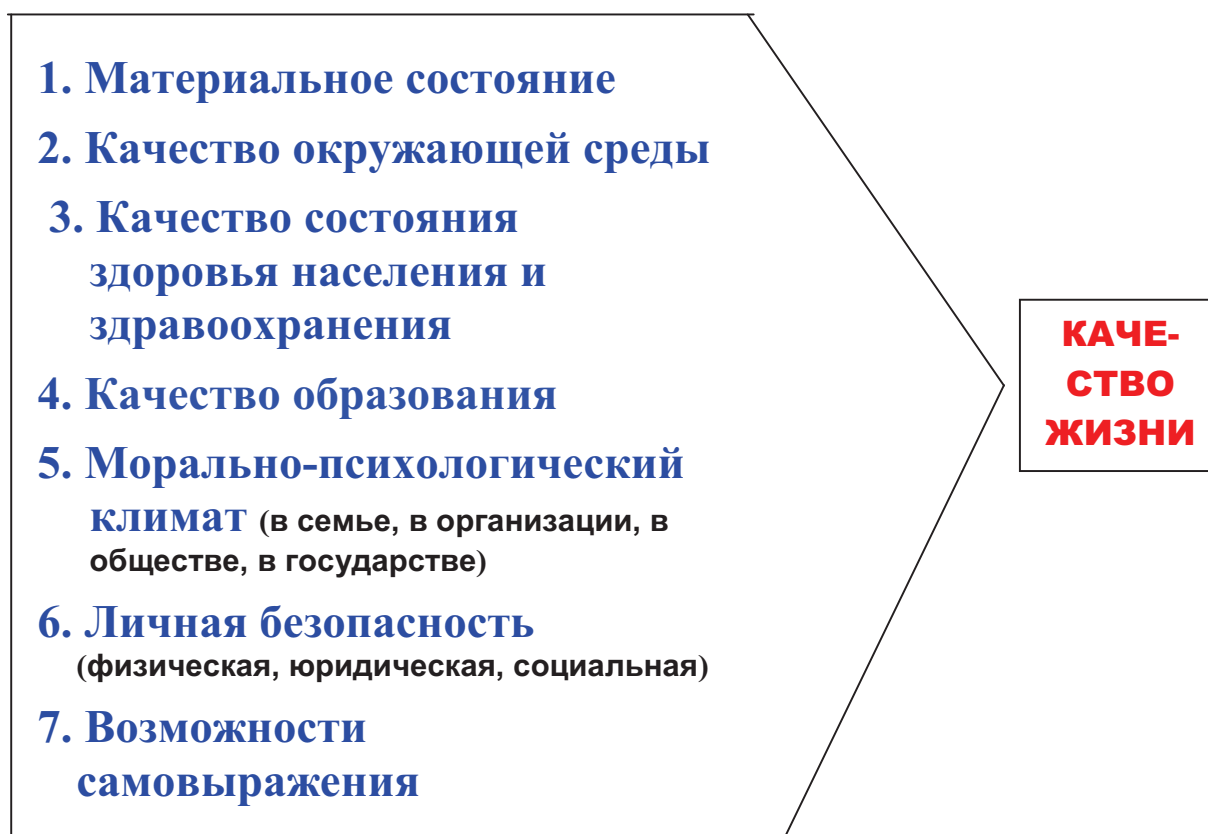 1. Материальное состояние
2. Качество окружающей среды
3. Качество состояния
здоровья населения и
здравоохранения
4. Качество образования
5. Морально-психологический
климат (в семье, в организации, в
обществе, в государстве)
6. Личная безопасность
(физическая, юридическая, социальная)
7. Возможности
самовыражения
КАЧЕ-
СТВО
ЖИЗНИ